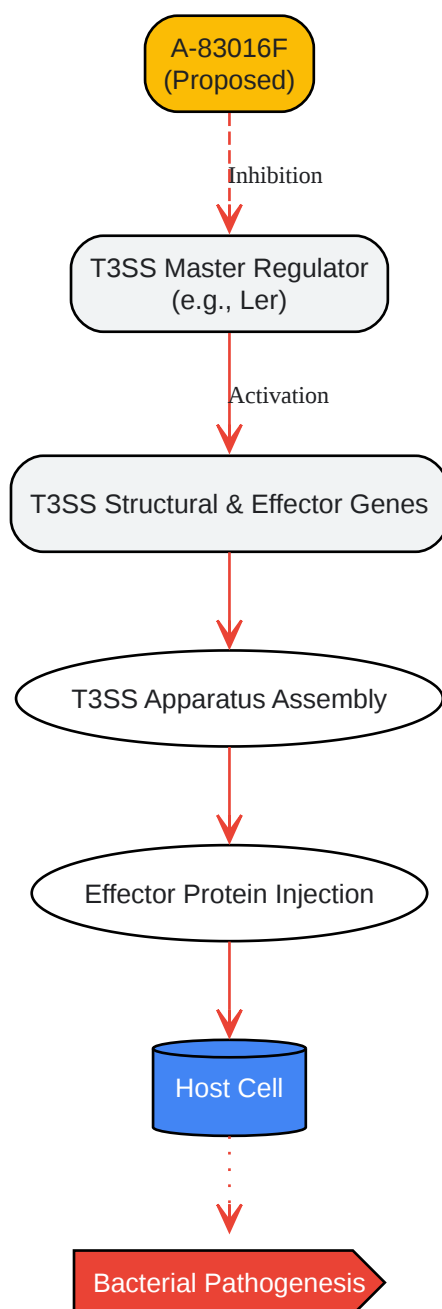 A-83016F
(Proposed)
Inhibition
T3SS Master Regulator
(e.g., Ler)
Activation
T3SS Structural & Effector Genes
T3SS Apparatus Assembly
Effector Protein Injection
Host Cell
Bacterial Pathogenesis